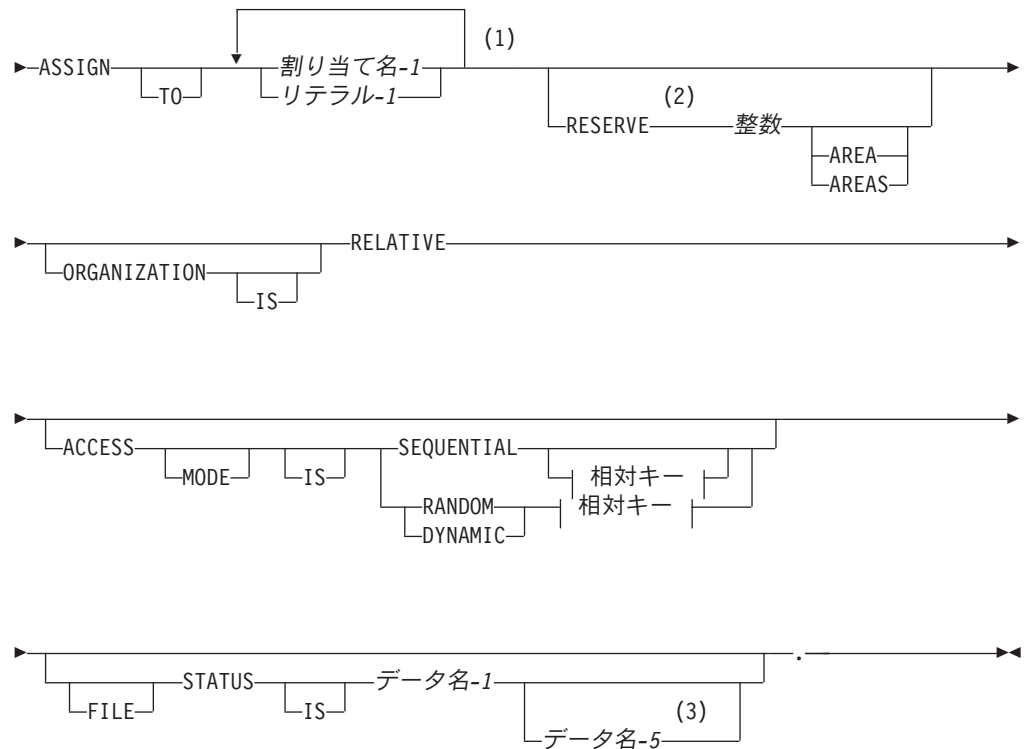 (1)
ASSIGN 割り当て名-1
TO リテラル-1 (2)
RESERVE 整数
AREA
AREAS
RELATIVE
ORGANIZATION
IS
ACCESS SEQUENTIAL
MODE IS 相対キー
RANDOM 相対キー
DYNAMIC
.
STATUS データ名-1
FILE IS (3)
データ名-5